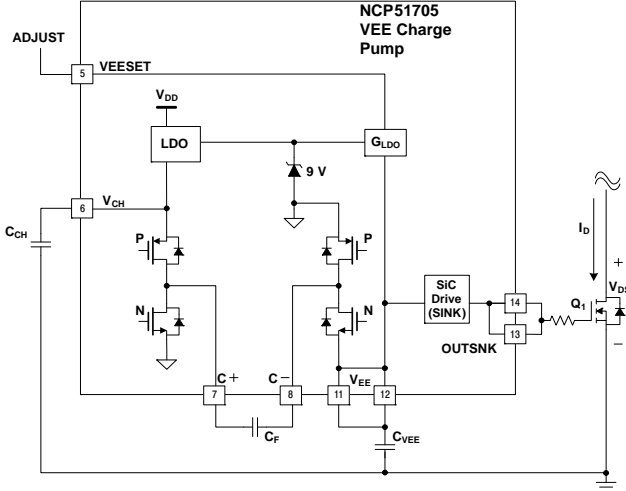 NCP51705
VEE Charge
Pump
ADJUST
5
VEESET
VDD
LDO
GLDO
9 V
6
VCH
CCH
P
P
N
N
SiC
Drive
(SINK)
14
13
OUTSNK
ID
+
VDS
Q1
−
C+
C−
VEE
7
8
11
12
CF
CVEE